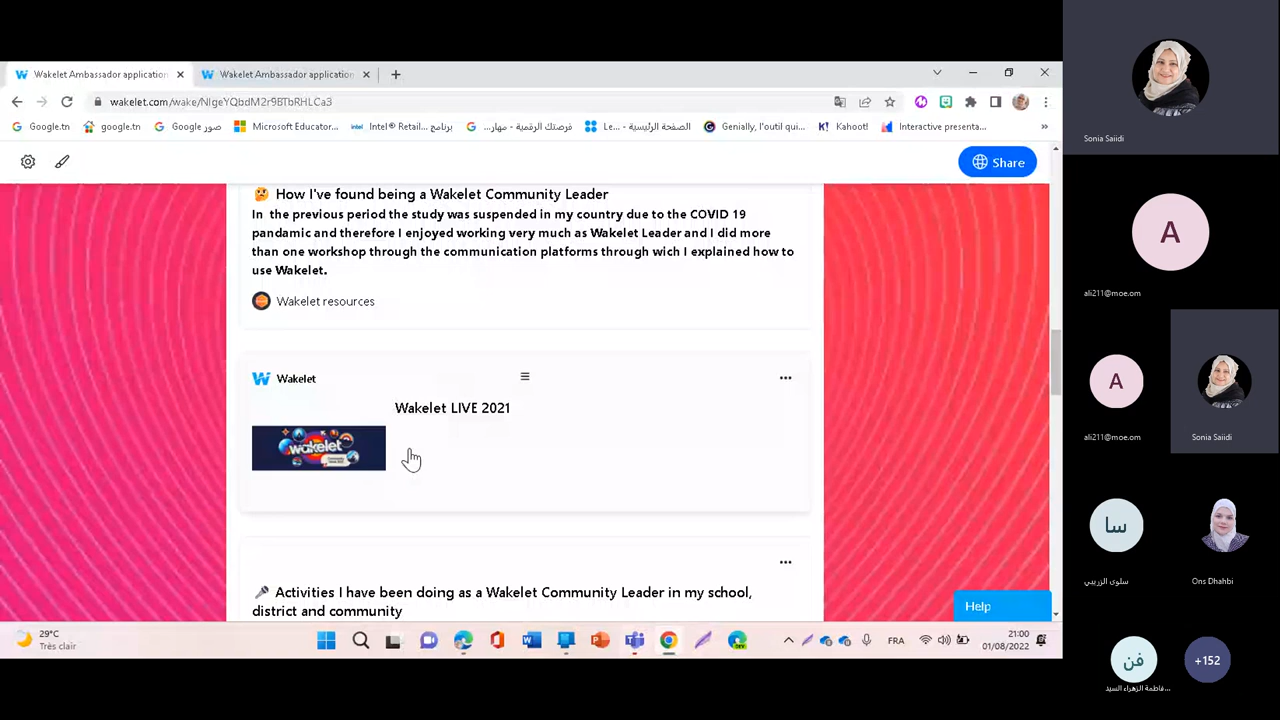 Wakelet Ambassador application
Wakelet Ambassador application
wakelet.com/wake/NIgeYQbdM2r9BTbRHLCa3
Google.tn
google.tn
صور Google
Microsoft Educator...
Intel® Retail... برنامج
فرصتك الرقمية - مهار...
Le... - الصفحة الرئيسية
Genially, l'outil qui...
Kahoot!
Interactive presenta...
Share
🤔 How I've found being a Wakelet Community Leader
In the previous period the study was suspended in my country due to the COVID 19
pandamic and therefore I enjoyed working very much as Wakelet Leader and I did more
than one workshop through the communication platforms through wich I explained how to
use Wakelet.
Wakelet resources
Wakelet
Wakelet LIVE 2021
wakelet
🎤 Activities I have been doing as a Wakelet Community Leader in my school,
district and community
Help
29°C
Très clair
FRA
21:00
01/08/2022
Sonia Saiidi
A
ali211@moe.om
A
ali211@moe.om
Sonia Saiidi
سا
سلوى الزريبي
Ons Dhahbi
فن
فاطمة الزهراء السيد...
+152